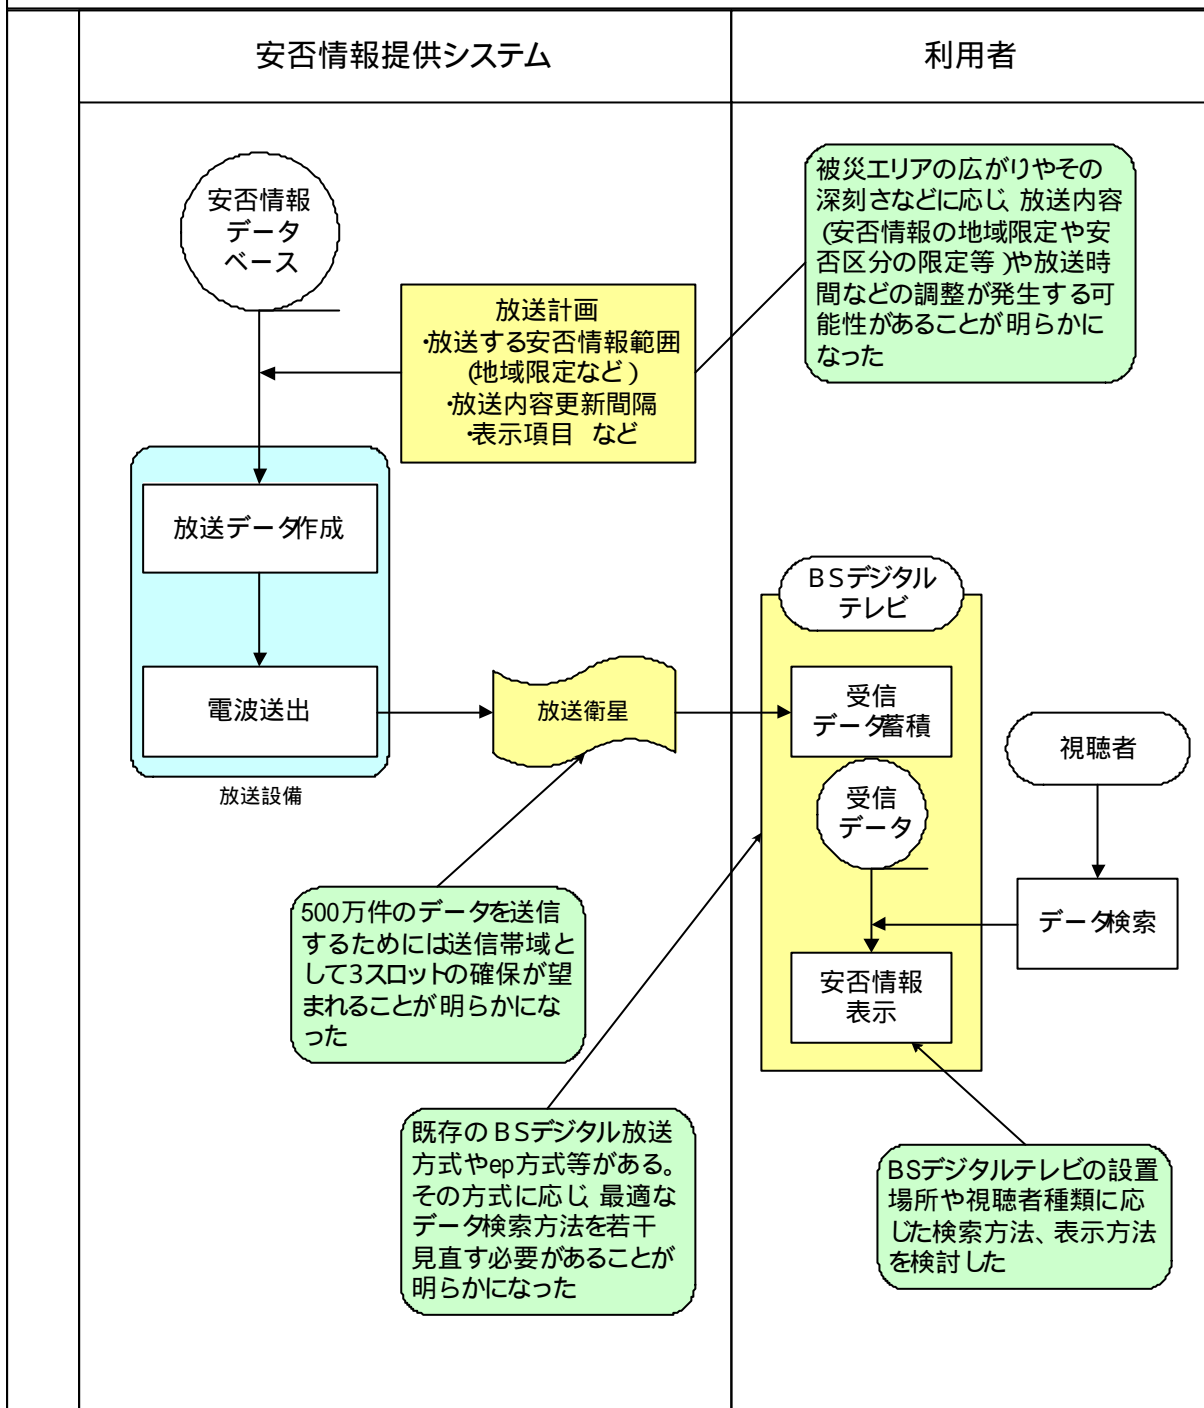 安否情報提供システム
利用者
安否情報
データ
ベース
放送計画
・放送する安否情報範囲
(地域限定など)
・放送内容更新間隔
・表示項目 など
被災エリアの広がりやその
深刻さなどに応じ、放送内容
(安否情報の地域限定や安
否区分の限定等)や放送時
間などの調整が発生する可
能性があることが明らかに
なった
放送データ作成
電波送出
放送設備
放送衛星
BSデジタル
テレビ
受信
データ蓄積
受信
データ
安否情報
表示
視聴者
データ検索
500万件のデータを送信
するためには送信帯域と
して3スロットの確保が望
まれることが明らかにな
った
既存のBSデジタル放送
方式やep方式等がある。
その方式に応じ、最適な
データ検索方法を若干
見直す必要があることが
明らかになった
BSデジタルテレビの設置
場所や視聴者種類に応
じた検索方法、表示方法
を検討した